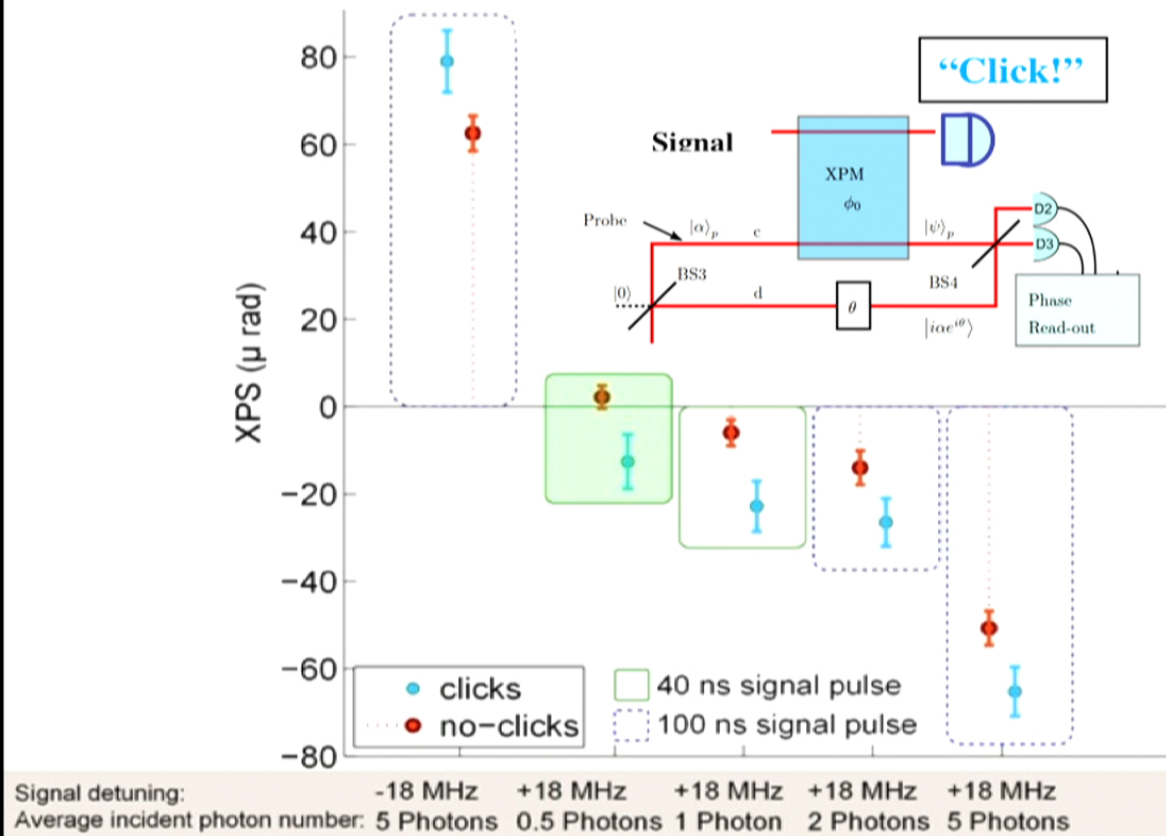 80
60
40
20
0
−20
−40
−60
−80
XPS (μ rad)
“Click!”
Signal
XPM
ϕ₀
Probe
|α⟩ₚ
c
|ψ⟩ₚ
D2
D3
BS3
|0⟩
d
θ
BS4
|iαe^{iθ}⟩
Phase
Read-out
clicks
no-clicks
40 ns signal pulse
100 ns signal pulse
Signal detuning: -18 MHz +18 MHz +18 MHz +18 MHz +18 MHz
Average incident photon number: 5 Photons 0.5 Photons 1 Photon 2 Photons 5 Photons